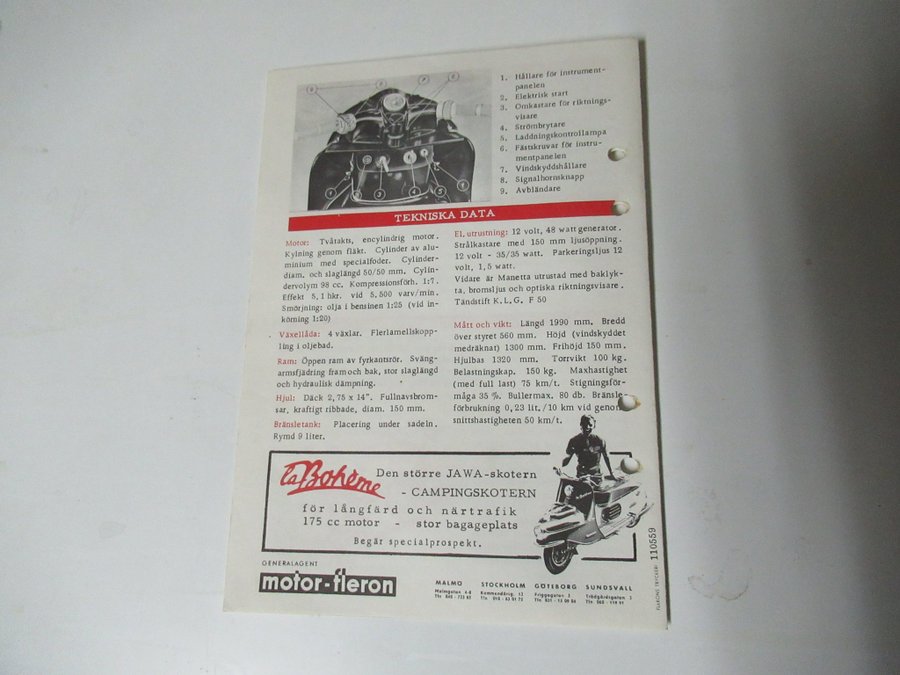 1. Hållare för instrument-
panelen
2. Elektrisk start
3. Omkastare för riktnings-
visare
4. Strömbrytare
5. Laddningskontrollampa
6. Fästskruvar för instru-
mentpanelen
7. Vindskyddshållare
8. Signalhornsknapp
9. Avbländare
TEKNISKA DATA
Motor: Tvåtakts, encylindrig motor.
Kylning genom fläkt. Cylinder av alu-
minium med specialfoder. Cylinder-
diam. och slaglängd 50/50 mm. Cylin-
dervolym 98 cc. Kompressionsförh. 1:7.
Effekt 5,1 hkr. vid 5,500 varv/min.
Smörjning: olja i bensinen 1:25 (vid in-
körning 1:20)
Växellåda: 4 växlar. Flerlamellskopp-
ling i oljebad.
Ram: Öppen ram av fyrkantsrör. Sväng-
armsfjädring fram och bak, stor slaglängd
och hydraulisk dämpning.
Hjul: Däck 2,75 x 14". Fullnavsbrom-
sar, kraftigt ribbade, diam. 150 mm.
Bränsletank: Placering under sadeln.
Rymd 9 liter.
El. utrustning: 12 volt, 48 watt generator.
Strålkastare med 150 mm ljusöppning.
12 volt - 35/35 watt. Parkeringsljus 12
volt, 1,5 watt.
Vidare är Manetta utrustad med baklyk-
ta, bromsljus och optiska riktningsvisare.
Tändstift K.L.G. F 50
Mått och vikt: Längd 1990 mm. Bredd
över styret 560 mm. Höjd (vindskyddet
medräknat) 1300 mm. Frihöjd 150 mm.
Hjulbas 1320 mm. Torrvikt 100 kg.
Belastningskap. 150 kg. Maxhastighet
(med full last) 75 km/t. Stigningsför-
måga 35 %. Bullermax. 80 db. Bränsle-
förbrukning 0,23 lit./10 km vid genom
snittshastigheten 50 km/t.
la Bohème
Den större JAWA-skotern
- CAMPINGSKOTERN
för långfärd och närtrafik
175 cc motor - stor bagageplats
Begär specialprospekt.
GENERALAGENT
motor-fleron
MALMÖ STOCKHOLM GÖTEBORG SUNDSVALL
110559